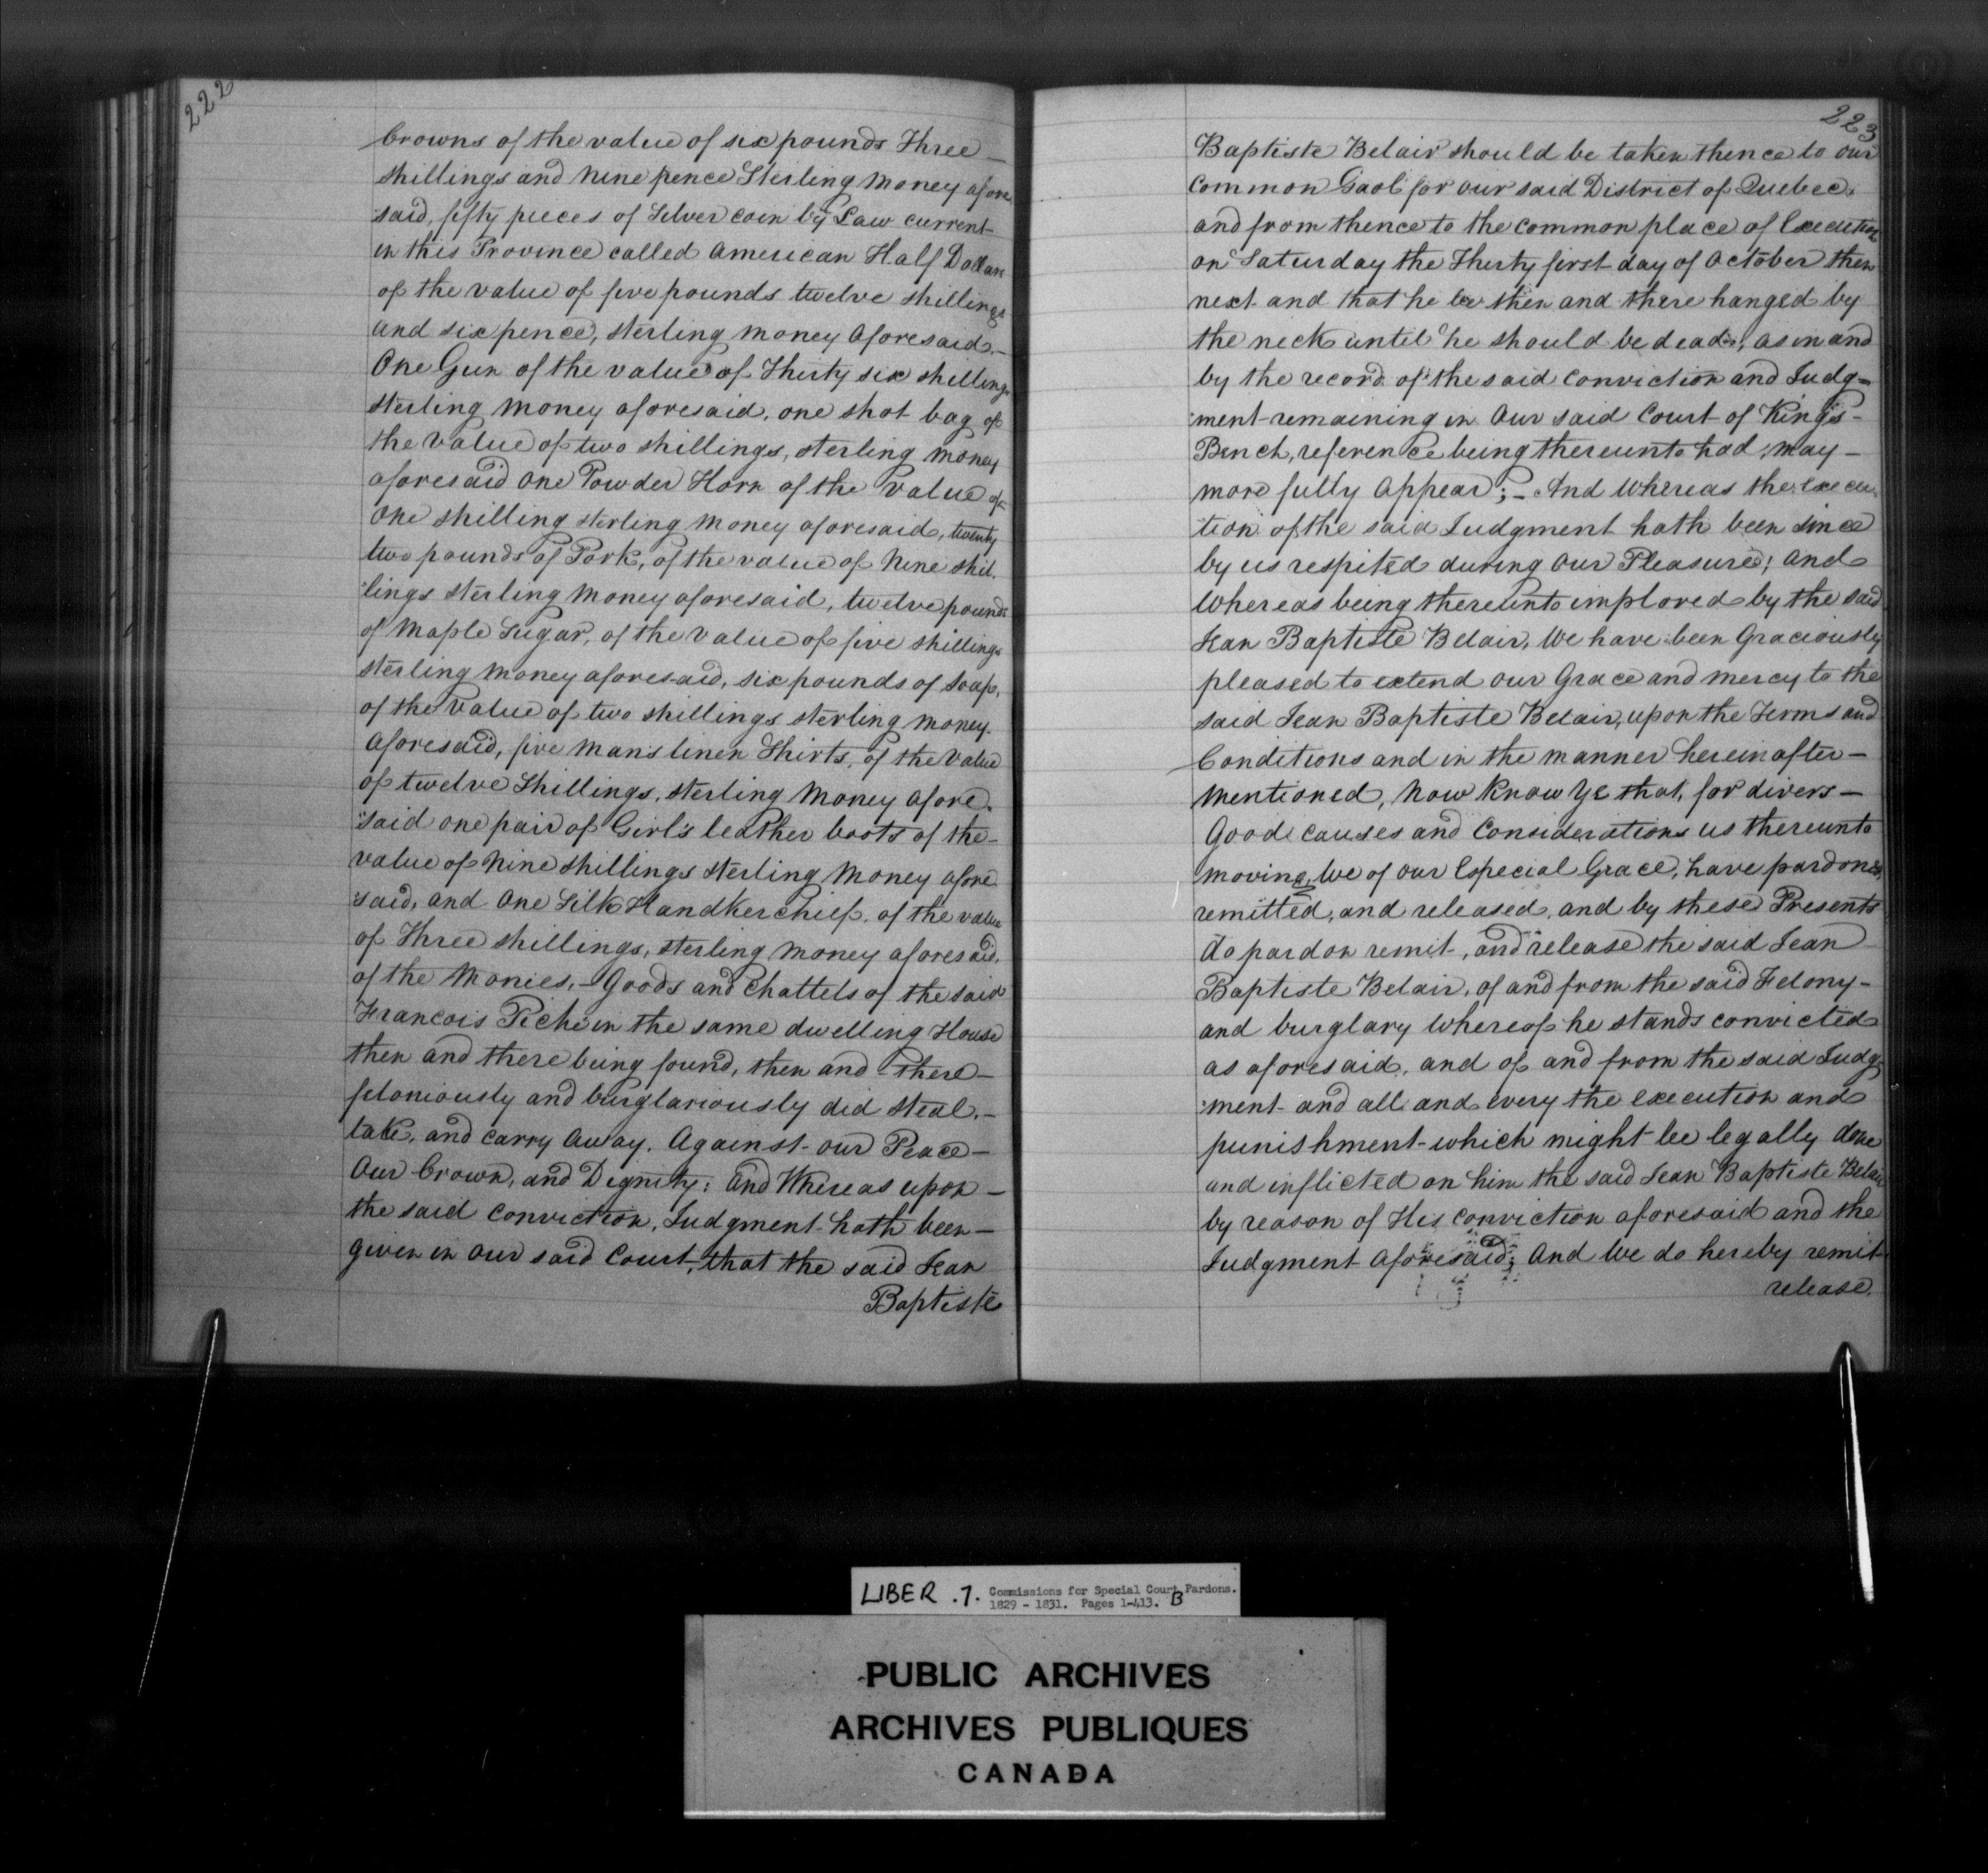 222
Crowns of the value of six pounds Three
shillings and Nine pence Sterling Money afore
said, fifty pieces of Silver coin by Law current
in this Province called American Half Dollars
of the value of five pounds twelve shillings
and six pence, sterling money aforesaid,
One Gun of the value of Thirty six shillings
sterling money aforesaid, one shot bag of
the value of two shillings, sterling money
aforesaid One Powder Horn of the value of
One shilling sterling money aforesaid, twenty
two pounds of Pork, of the value of Nine shil.
"lings sterling money aforesaid, twelve pounds
of Maple Sugar, of the value of five shillings
sterling money aforesaid, six pounds of soap,
of the value of two shillings sterling money
aforesaid, five man's linen Shirts, of the value
of twelve Shillings, sterling Money afore.
"said one pair of Girl's leather boots of the
value of Nine shillings sterling Money afore
"said, and One Silk Handkerchief, of the value
of Three shillings, sterling money aforesaid,
of the Monies, – Goods and Chattels of the said
Francois Piché in the same dwelling House
then and there being found, then and there –
feloniously and burglariously did steal, –
take, and carry away. Against our Peace –
Our Crown, and Dignity: And Whereas upon –
the said Conviction, Judgment hath been –
given in Our said Court, that the said Jean
Baptiste
223
Baptiste Belair should be taken thence to our
Common Gaol for our said District of Quebec,
and from thence to the common place of Execution
on Saturday the Thirty first day of October then
next and that he be then and there hanged by
the neck until he should be dead, as in and
by the record of the said Conviction and Judg=
"ment remaining in Our said Court of King's –
Bench, reference being thereunto had, may –
more fully Appear; – And Whereas the Execu
tion of the said Judgment hath been since
by us respited during Our Pleasure; and
Whereas being thereunto implored by the said
Jean Baptiste Belair, We have been Graciously
pleased to extend our Grace and mercy to the
said Jean Baptiste Belair, upon the Terms and
Conditions and in the manner hereinafter –
Mentioned, Now Know Ye that, for divers –
Good causes and Considerations us thereunto
moving, We of our Especial Grace, have pardoned,
remitted, and released, and by these Presents
do pardon remit, and release the said Jean
Baptiste Belair, of and from the said Felony –
and burglary Whereof he stands convicted
as aforesaid, and of and from the said Judg
"ment and all and every the execution and
punishment which might be legally done
and inflicted on him the said Jean Baptiste Belair
by reason of His conviction aforesaid and the
Judgment Aforesaid; And We do hereby remit
release.
LIBER .7. Commissions for Special Court Pardons.
1829 - 1831. Pages 1-413. B
PUBLIC ARCHIVES
ARCHIVES PUBLIQUES
CANADA